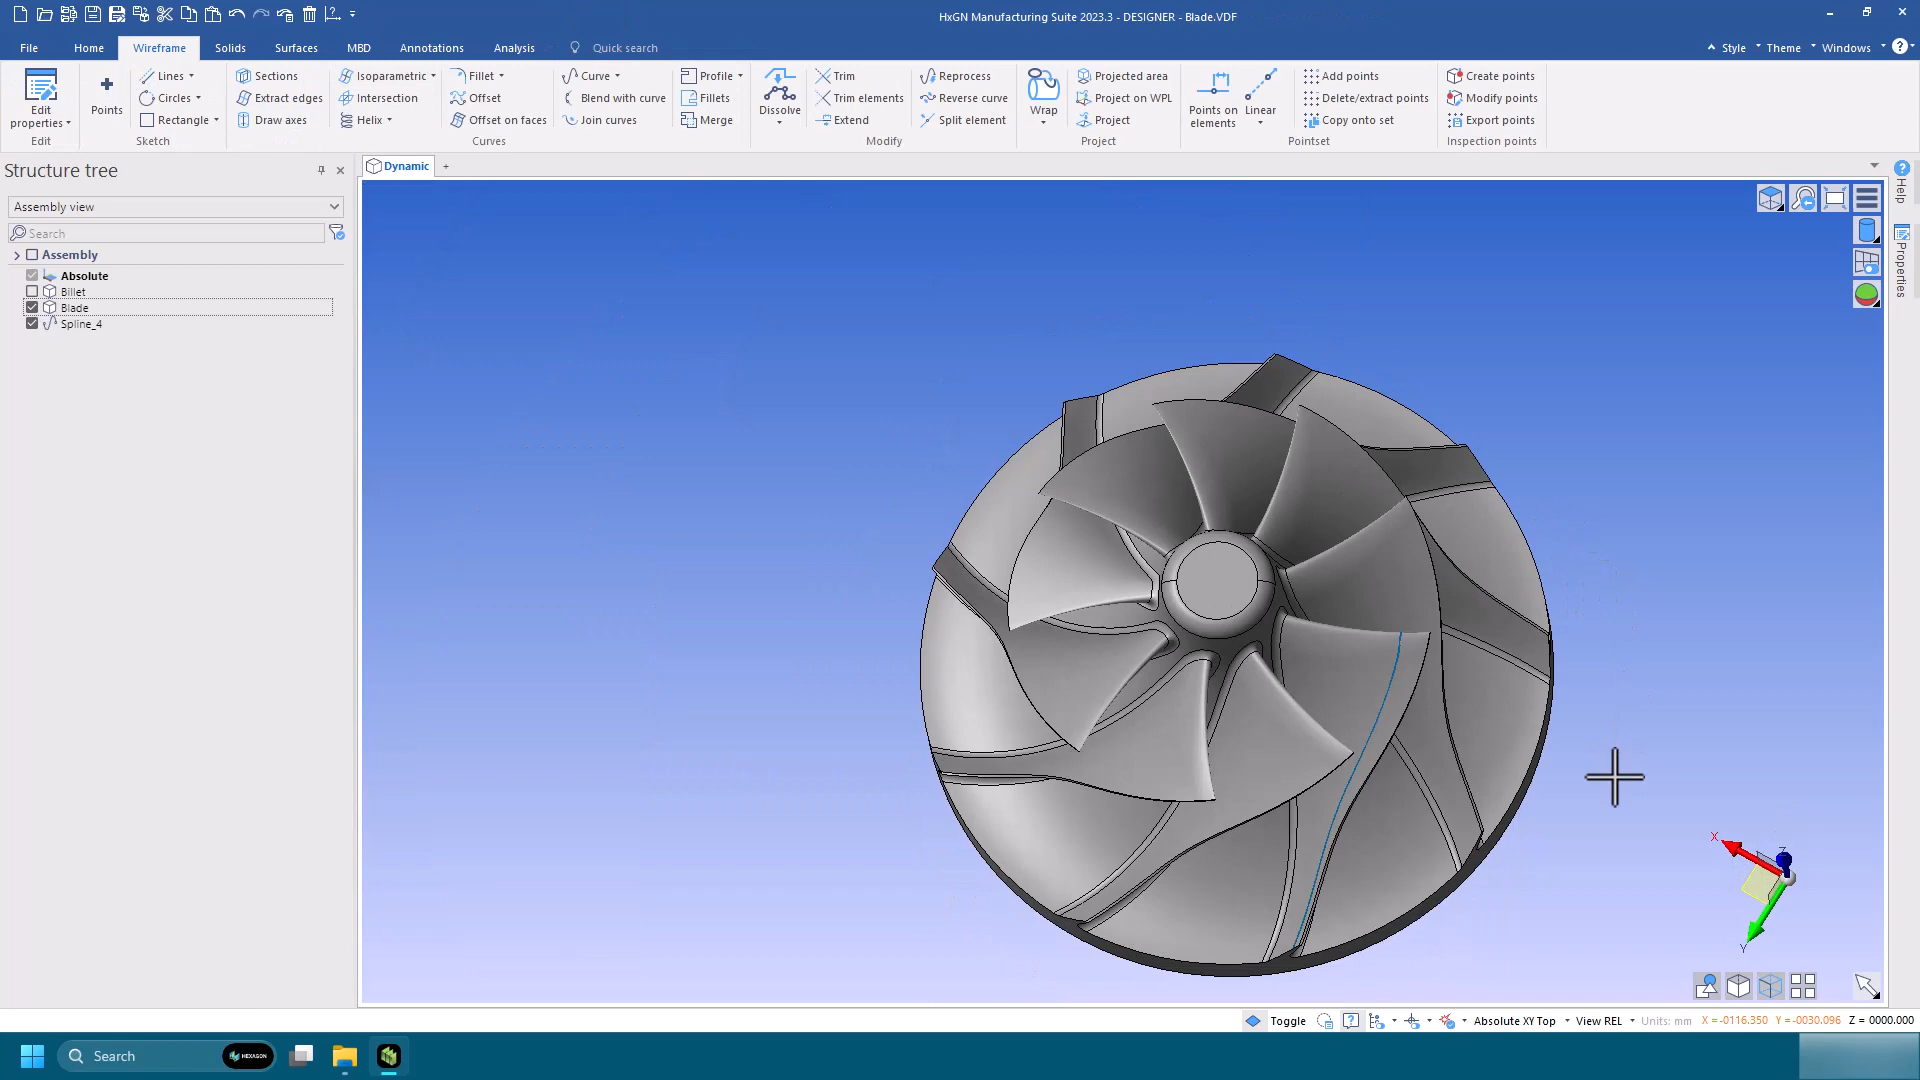 HxGN Manufacturing Suite 2023.3 - DESIGNER - Blade.VDF
File Home Wireframe Solids Surfaces MBD Annotations Analysis Quick search Style Theme Windows
Lines Sections Isoparametric Fillet Curve Profile Trim Reprocess Projected area Add points Create points
Circles Extract edges Intersection Offset Blend with curve Fillets Trim elements Reverse curve Project on WPL Delete/extract points Modify points
Edit properties Points Rectangle Draw axes Helix Offset on faces Join curves Merge Dissolve Extend Split element Wrap Project Points on elements Linear Copy onto set Export points
Edit Sketch Curves Modify Project Pointset Inspection points
Structure tree
Dynamic +
Assembly view
Search
Assembly
Absolute
Billet
Blade
Spline_4
Help
Properties
X
Z
Y
Toggle Absolute XY Top View REL Units: mm X = -0116.350 Y = -0030.096 Z = 0000.000
Search HEXAGON